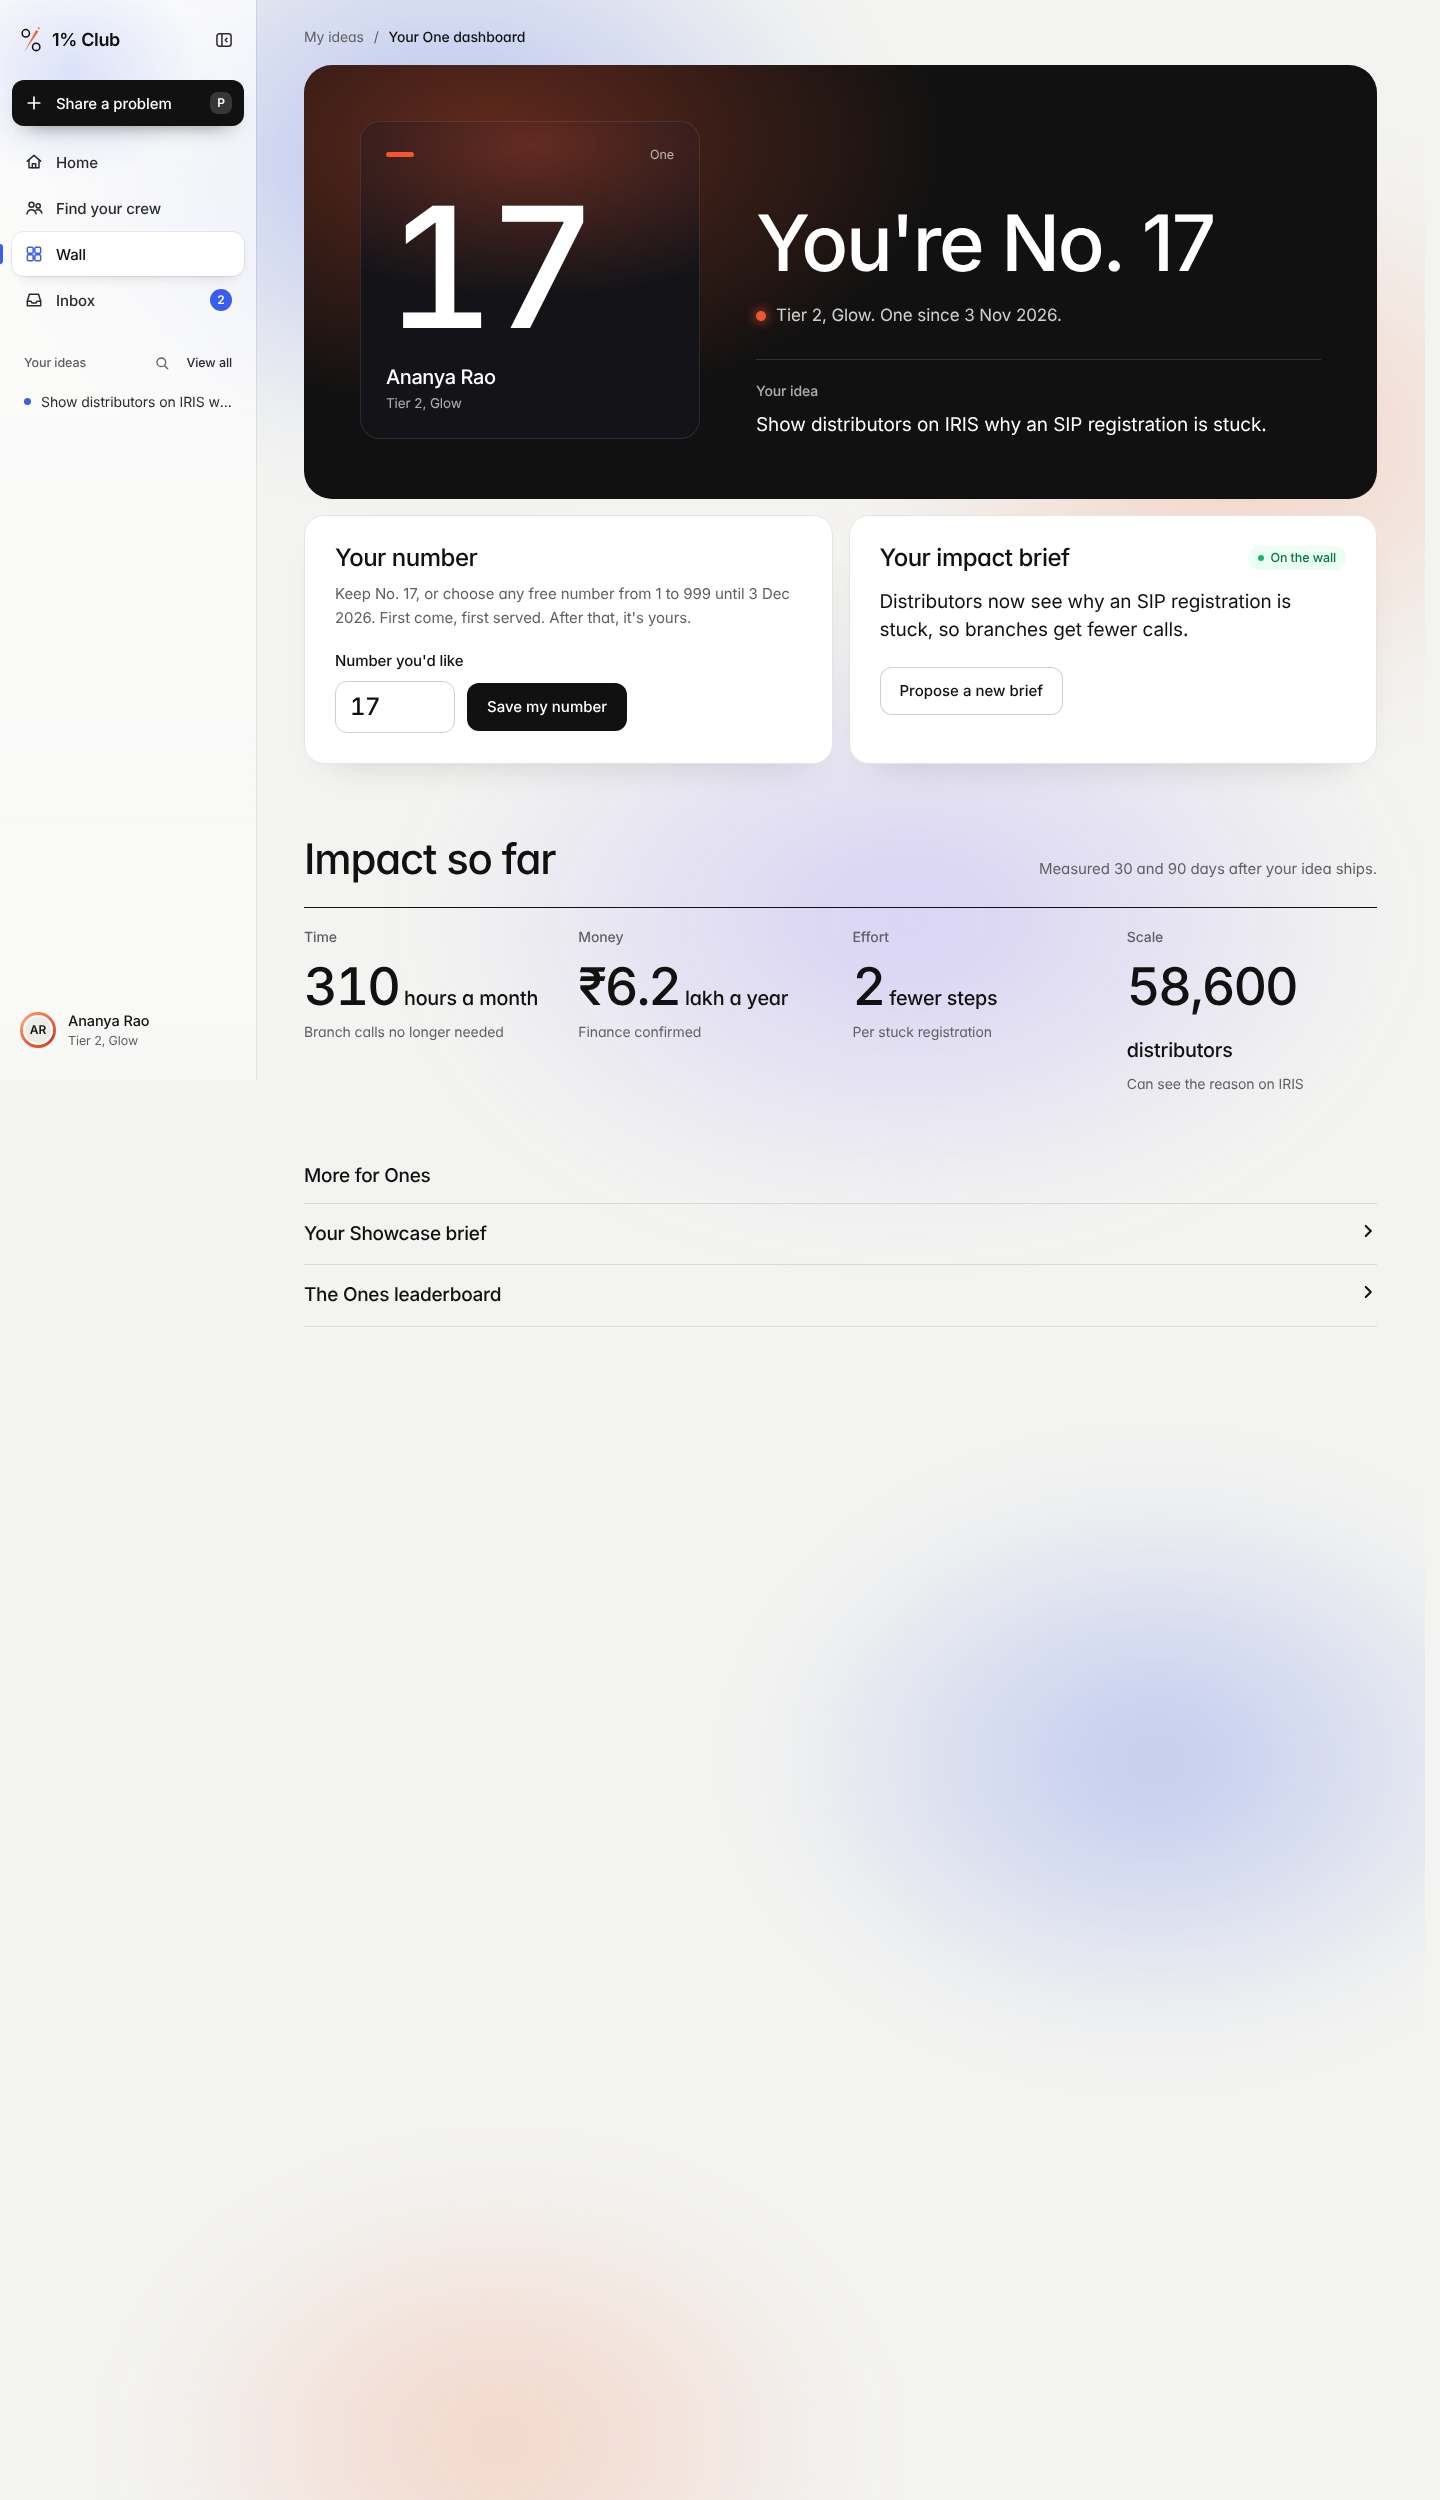 1% Club
Share a problem P
Home
Find your crew
Wall
Inbox 2
Your ideas View all
Show distributors on IRIS w...
AR
Ananya Rao
Tier 2, Glow
My ideas / Your One dashboard
One
17
Ananya Rao
Tier 2, Glow
You're No. 17
Tier 2, Glow. One since 3 Nov 2026.
Your idea
Show distributors on IRIS why an SIP registration is stuck.
Your number
Keep No. 17, or choose any free number from 1 to 999 until 3 Dec
2026. First come, first served. After that, it's yours.
Number you'd like
17
Save my number
Your impact brief
On the wall
Distributors now see why an SIP registration is
stuck, so branches get fewer calls.
Propose a new brief
Impact so far
Measured 30 and 90 days after your idea ships.
Time
310 hours a month
Branch calls no longer needed
Money
₹6.2 lakh a year
Finance confirmed
Effort
2 fewer steps
Per stuck registration
Scale
58,600
distributors
Can see the reason on IRIS
More for Ones
Your Showcase brief
The Ones leaderboard